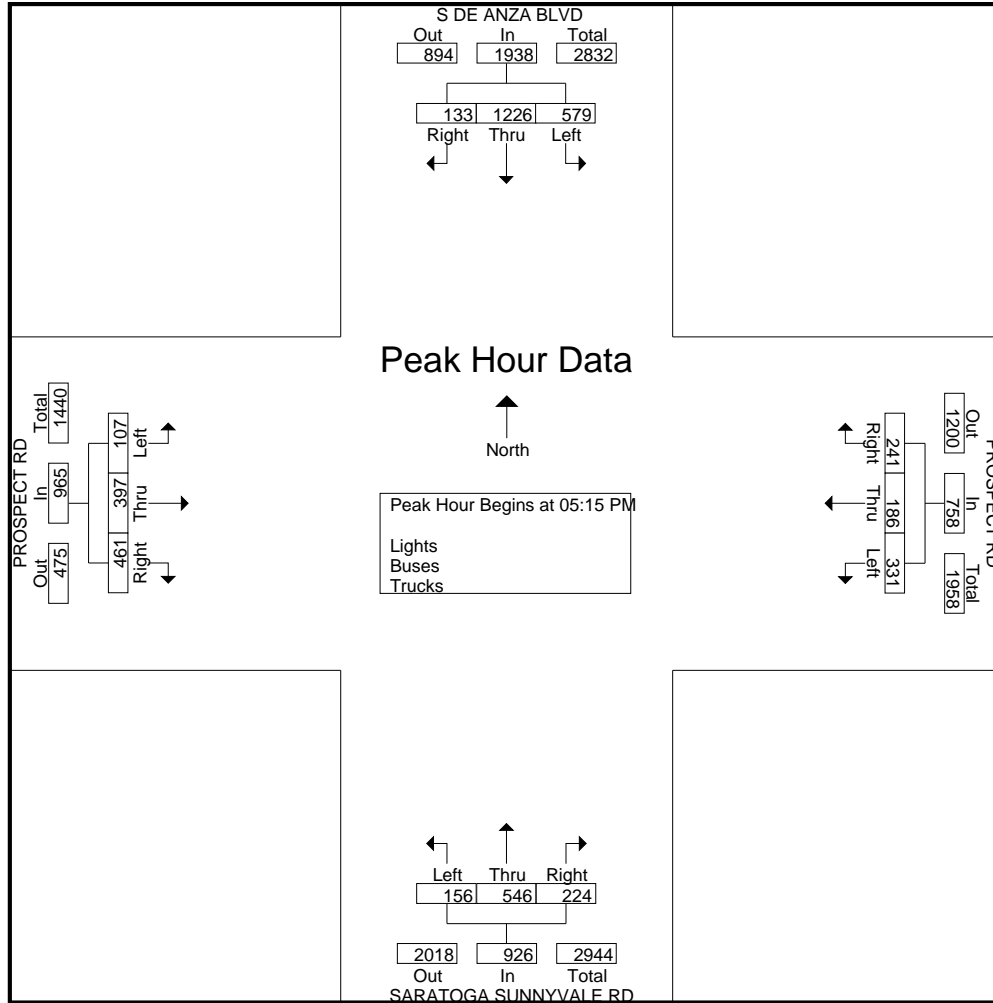 S DE ANZA BLVD
Out In Total
894 1938 2832
133 1226 579
Right Thru Left
Peak Hour Data
North
Peak Hour Begins at 05:15 PM
Lights
Buses
Trucks
PROSPECT RD
Total In Out
1440 965 475
107 397 461
Left Thru Right
Right Thru Left
241 186 331
1200 758 1958
Out In Total
PROSPECT RD
Left Thru Right
156 546 224
2018 926 2944
Out In Total
SARATOGA SUNNYVALE RD